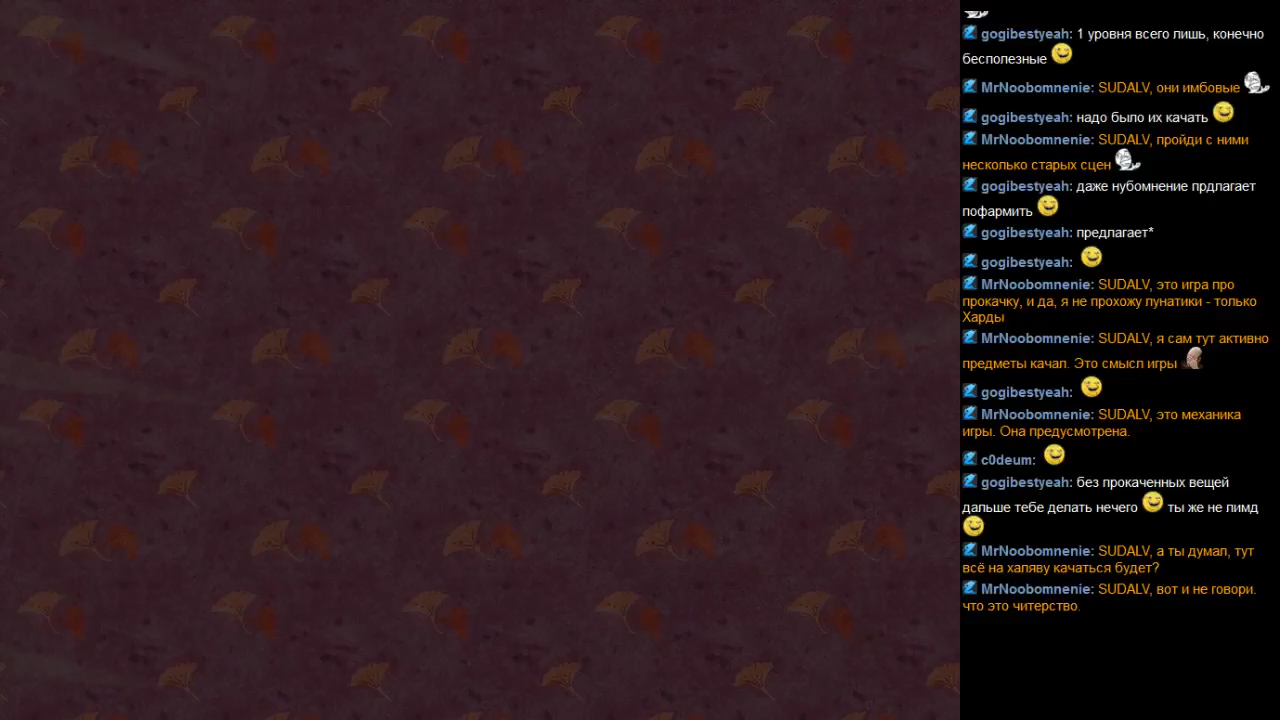 gogibestyeah: 1 уровня всего лишь, конечно
бесполезные
MrNoobomnenie: SUDALV, они имбовые
gogibestyeah: надо было их качать
MrNoobomnenie: SUDALV, пройди с ними
несколько старых сцен
gogibestyeah: даже нубомнение прдлагает
пофармить
gogibestyeah: предлагает*
gogibestyeah:
MrNoobomnenie: SUDALV, это игра про
прокачку, и да, я не прохожу лунатики - только
Харды
MrNoobomnenie: SUDALV, я сам тут активно
предметы качал. Это смысл игры
gogibestyeah:
MrNoobomnenie: SUDALV, это механика
игры. Она предусмотрена.
c0deum:
gogibestyeah: без прокаченных вещей
дальше тебе делать нечего ты же не лимд
MrNoobomnenie: SUDALV, а ты думал, тут
всё на халяву качаться будет?
MrNoobomnenie: SUDALV, вот и не говори.
что это читерство.